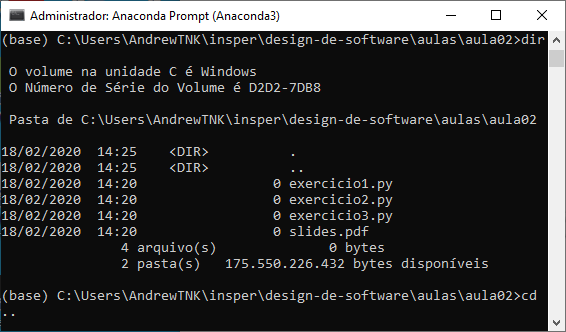 Administrador: Anaconda Prompt (Anaconda3)
(base) C:\Users\AndrewTNK\insper\design-de-software\aulas\aula02>dir
O volume na unidade C é Windows
O Número de Série do Volume é D2D2-7DB8
Pasta de C:\Users\AndrewTNK\insper\design-de-software\aulas\aula02
18/02/2020  14:25    <DIR>          .
18/02/2020  14:25    <DIR>          ..
18/02/2020  14:20                 0 exercicio1.py
18/02/2020  14:20                 0 exercicio2.py
18/02/2020  14:20                 0 exercicio3.py
18/02/2020  14:20                 0 slides.pdf
4 arquivo(s)              0 bytes
2 pasta(s)   175.550.226.432 bytes disponíveis
(base) C:\Users\AndrewTNK\insper\design-de-software\aulas\aula02>cd
..